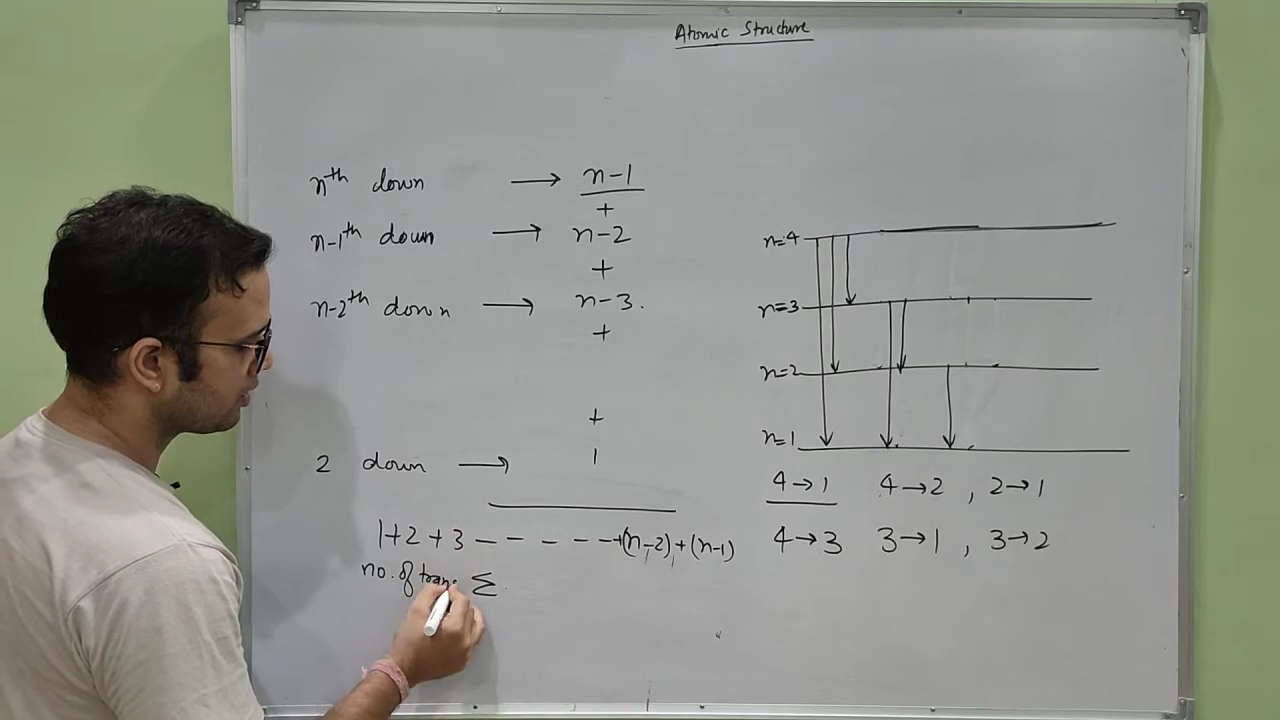 Atomic Structure
nth down → n-1
+
n-1th down → n-2
+
n-2th down → n-3.
+
+
2 down → 1
1+2+3 - - - - - +(n-2)+(n-1)
no. of tran. Σ
n=4
n=3
n=2
n=1
4→1 4→2 , 2→1
4→3 3→1 , 3→2